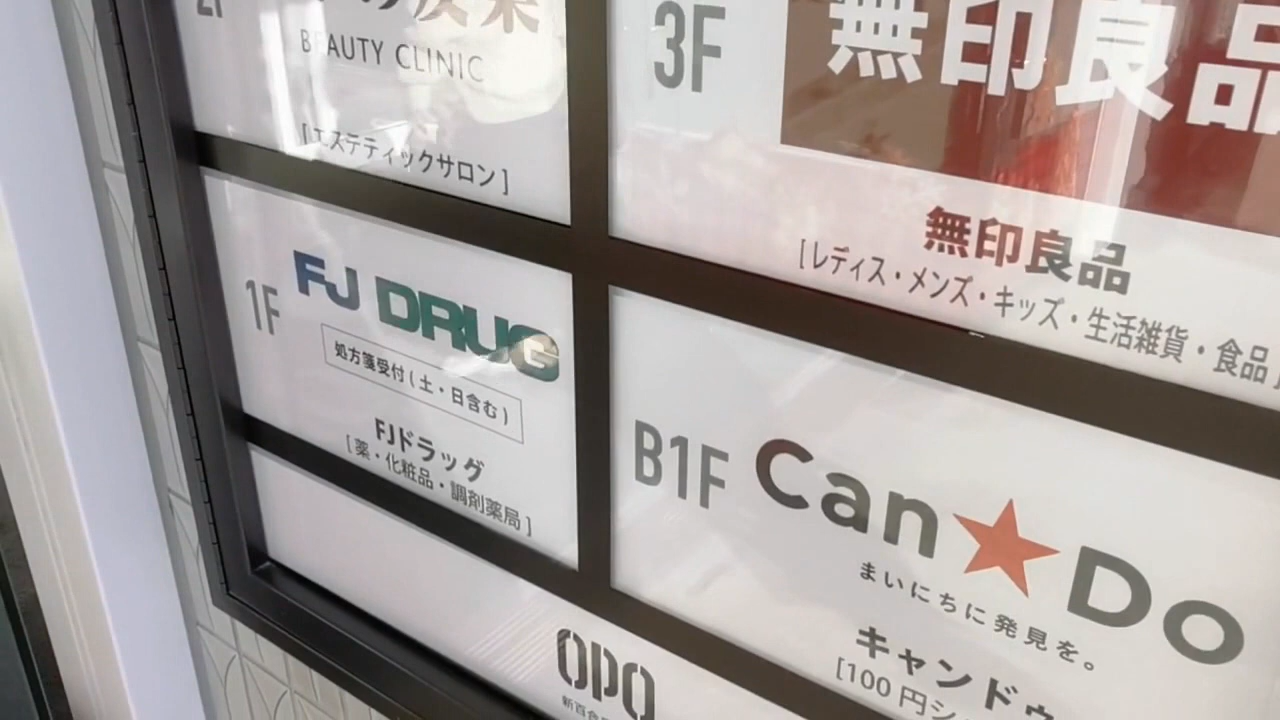 2F
BEAUTY CLINIC
[エステティックサロン]
3F
無印良品
無印良品
[レディス・メンズ・キッズ・生活雑貨・食品]
1F
FJ DRUG
処方箋受付(土・日含む)
FJドラッグ
[薬・化粧品・調剤薬局]
B1F
Can★Do
まいにちに発見を。
キャンドゥ
[100円シ
OPO
新百合